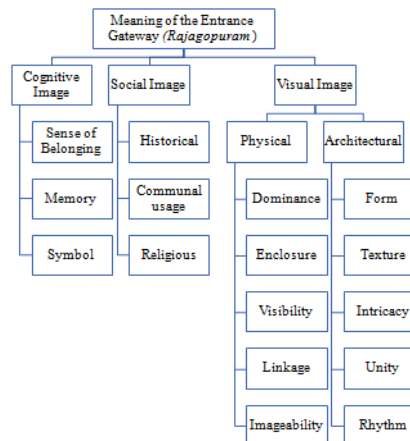 Meaning of the Entrance
Gateway (Rajagopuram)
Cognitive
Image
Social Image
Visual Image
Sense of
Belonging
Memory
Symbol
Historical
Communal
usage
Religious
Physical
Architectural
Dominance
Enclosure
Visibility
Linkage
Imageability
Form
Texture
Intricacy
Unity
Rhythm